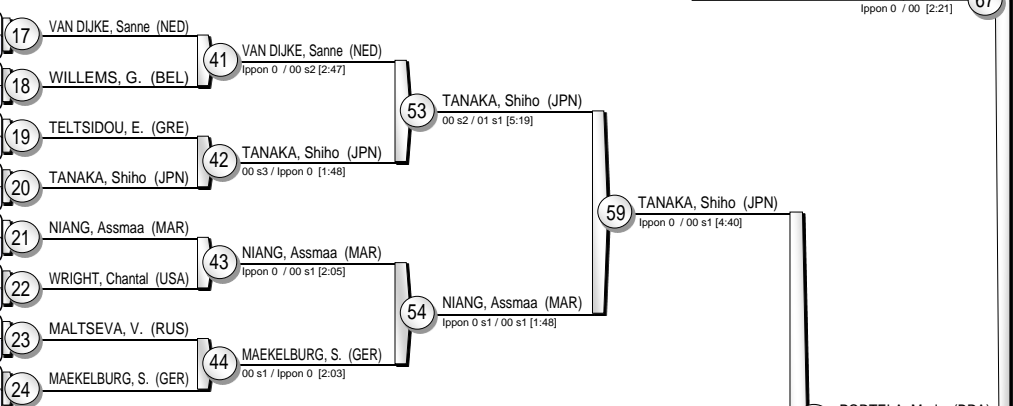 Ippon 0 / 00 [2:21]
67
17 VAN DIJKE, Sanne (NED)
41 VAN DIJKE, Sanne (NED)
Ippon 0 / 00 s2 [2:47]
18 WILLEMS, G. (BEL)
53 TANAKA, Shiho (JPN)
00 s2 / 01 s1 [5:19]
19 TELTSIDOU, E. (GRE)
42 TANAKA, Shiho (JPN)
00 s3 / Ippon 0 [1:48]
20 TANAKA, Shiho (JPN)
59 TANAKA, Shiho (JPN)
Ippon 0 / 00 s1 [4:40]
21 NIANG, Assmaa (MAR)
43 NIANG, Assmaa (MAR)
Ippon 0 / 00 s1 [2:05]
22 WRIGHT, Chantal (USA)
54 NIANG, Assmaa (MAR)
Ippon 0 s1 / 00 s1 [1:48]
23 MALTSEVA, V. (RUS)
44 MAEKELBURG, S. (GER)
00 s1 / Ippon 0 [2:03]
24 MAEKELBURG, S. (GER)